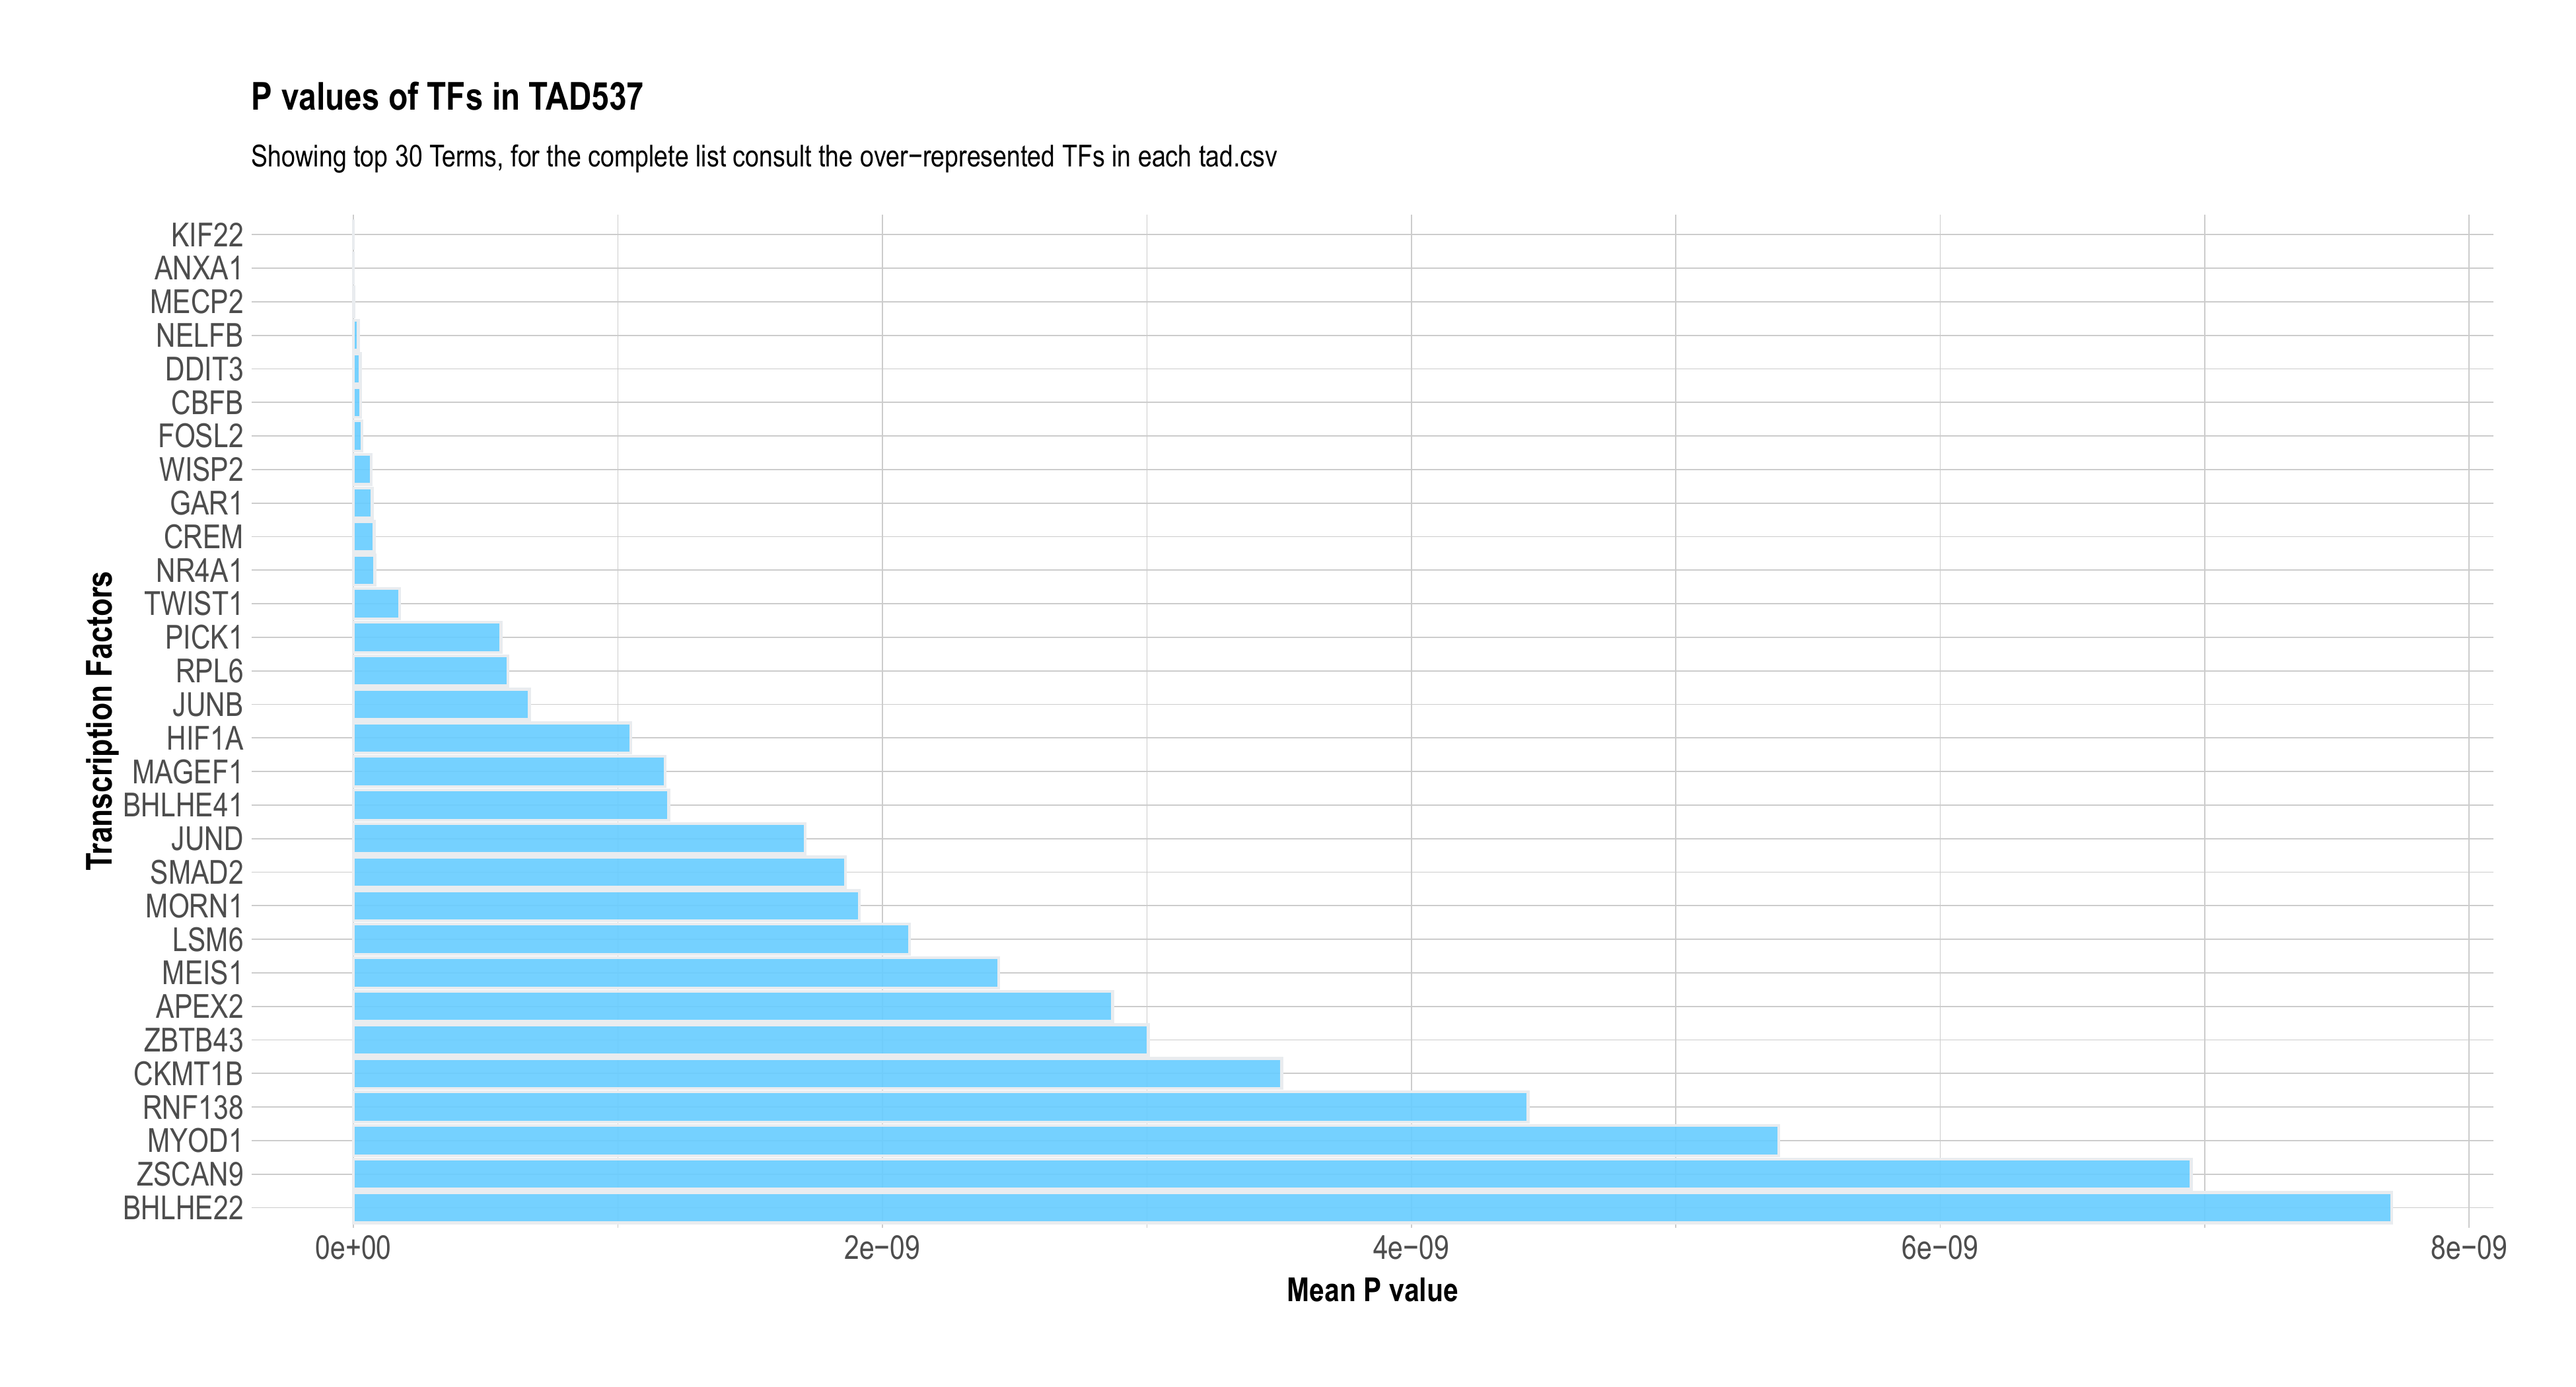 P values of TFs in TAD537
Showing top 30 Terms, for the complete list consult the over−represented TFs in each tad.csv
Transcription Factors
KIF22
ANXA1
MECP2
NELFB
DDIT3
CBFB
FOSL2
WISP2
GAR1
CREM
NR4A1
TWIST1
PICK1
RPL6
JUNB
HIF1A
MAGEF1
BHLHE41
JUND
SMAD2
MORN1
LSM6
MEIS1
APEX2
ZBTB43
CKMT1B
RNF138
MYOD1
ZSCAN9
BHLHE22
0e+00 2e−09 4e−09 6e−09 8e−09
Mean P value